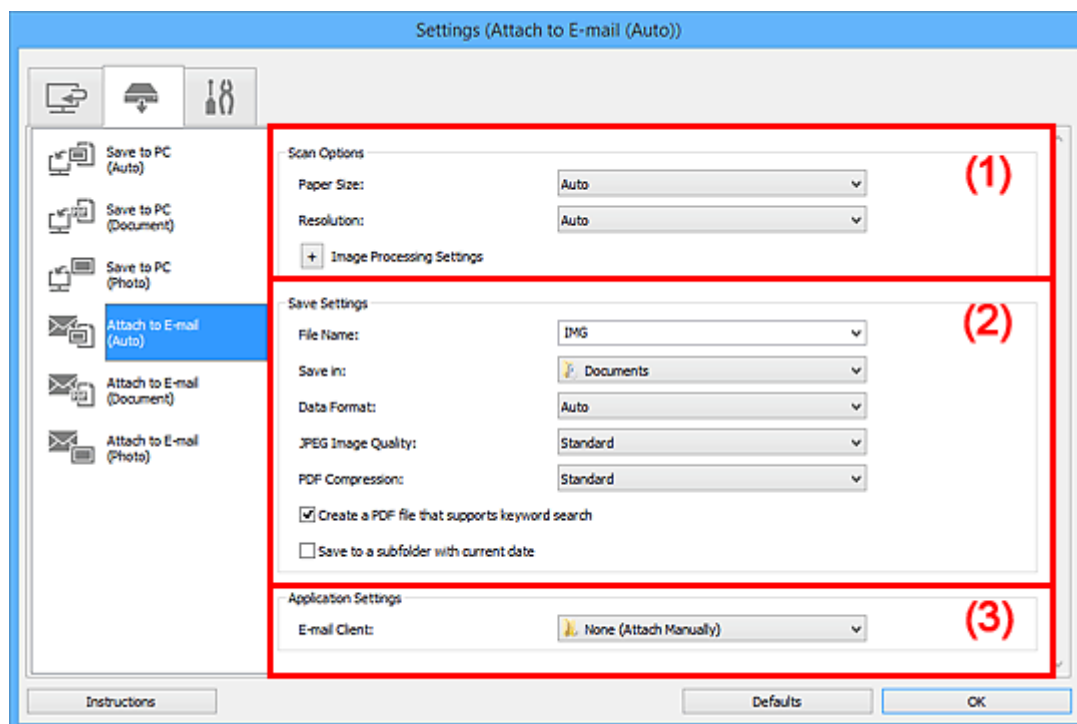 Settings (Attach to E-mail (Auto))
Save to PC
(Auto)
Save to PC
(Document)
Save to PC
(Photo)
Attach to E-mail
(Auto)
Attach to E-mail
(Document)
Attach to E-mail
(Photo)
(1)
Scan Options
Paper Size: Auto
Resolution: Auto
+ Image Processing Settings
(2)
Save Settings
File Name: IMG
Save in: Documents
Data Format: Auto
JPEG Image Quality: Standard
PDF Compression: Standard
Create a PDF file that supports keyword search
Save to a subfolder with current date
(3)
Application Settings
E-mail Client: None (Attach Manually)
Instructions
Defaults
OK